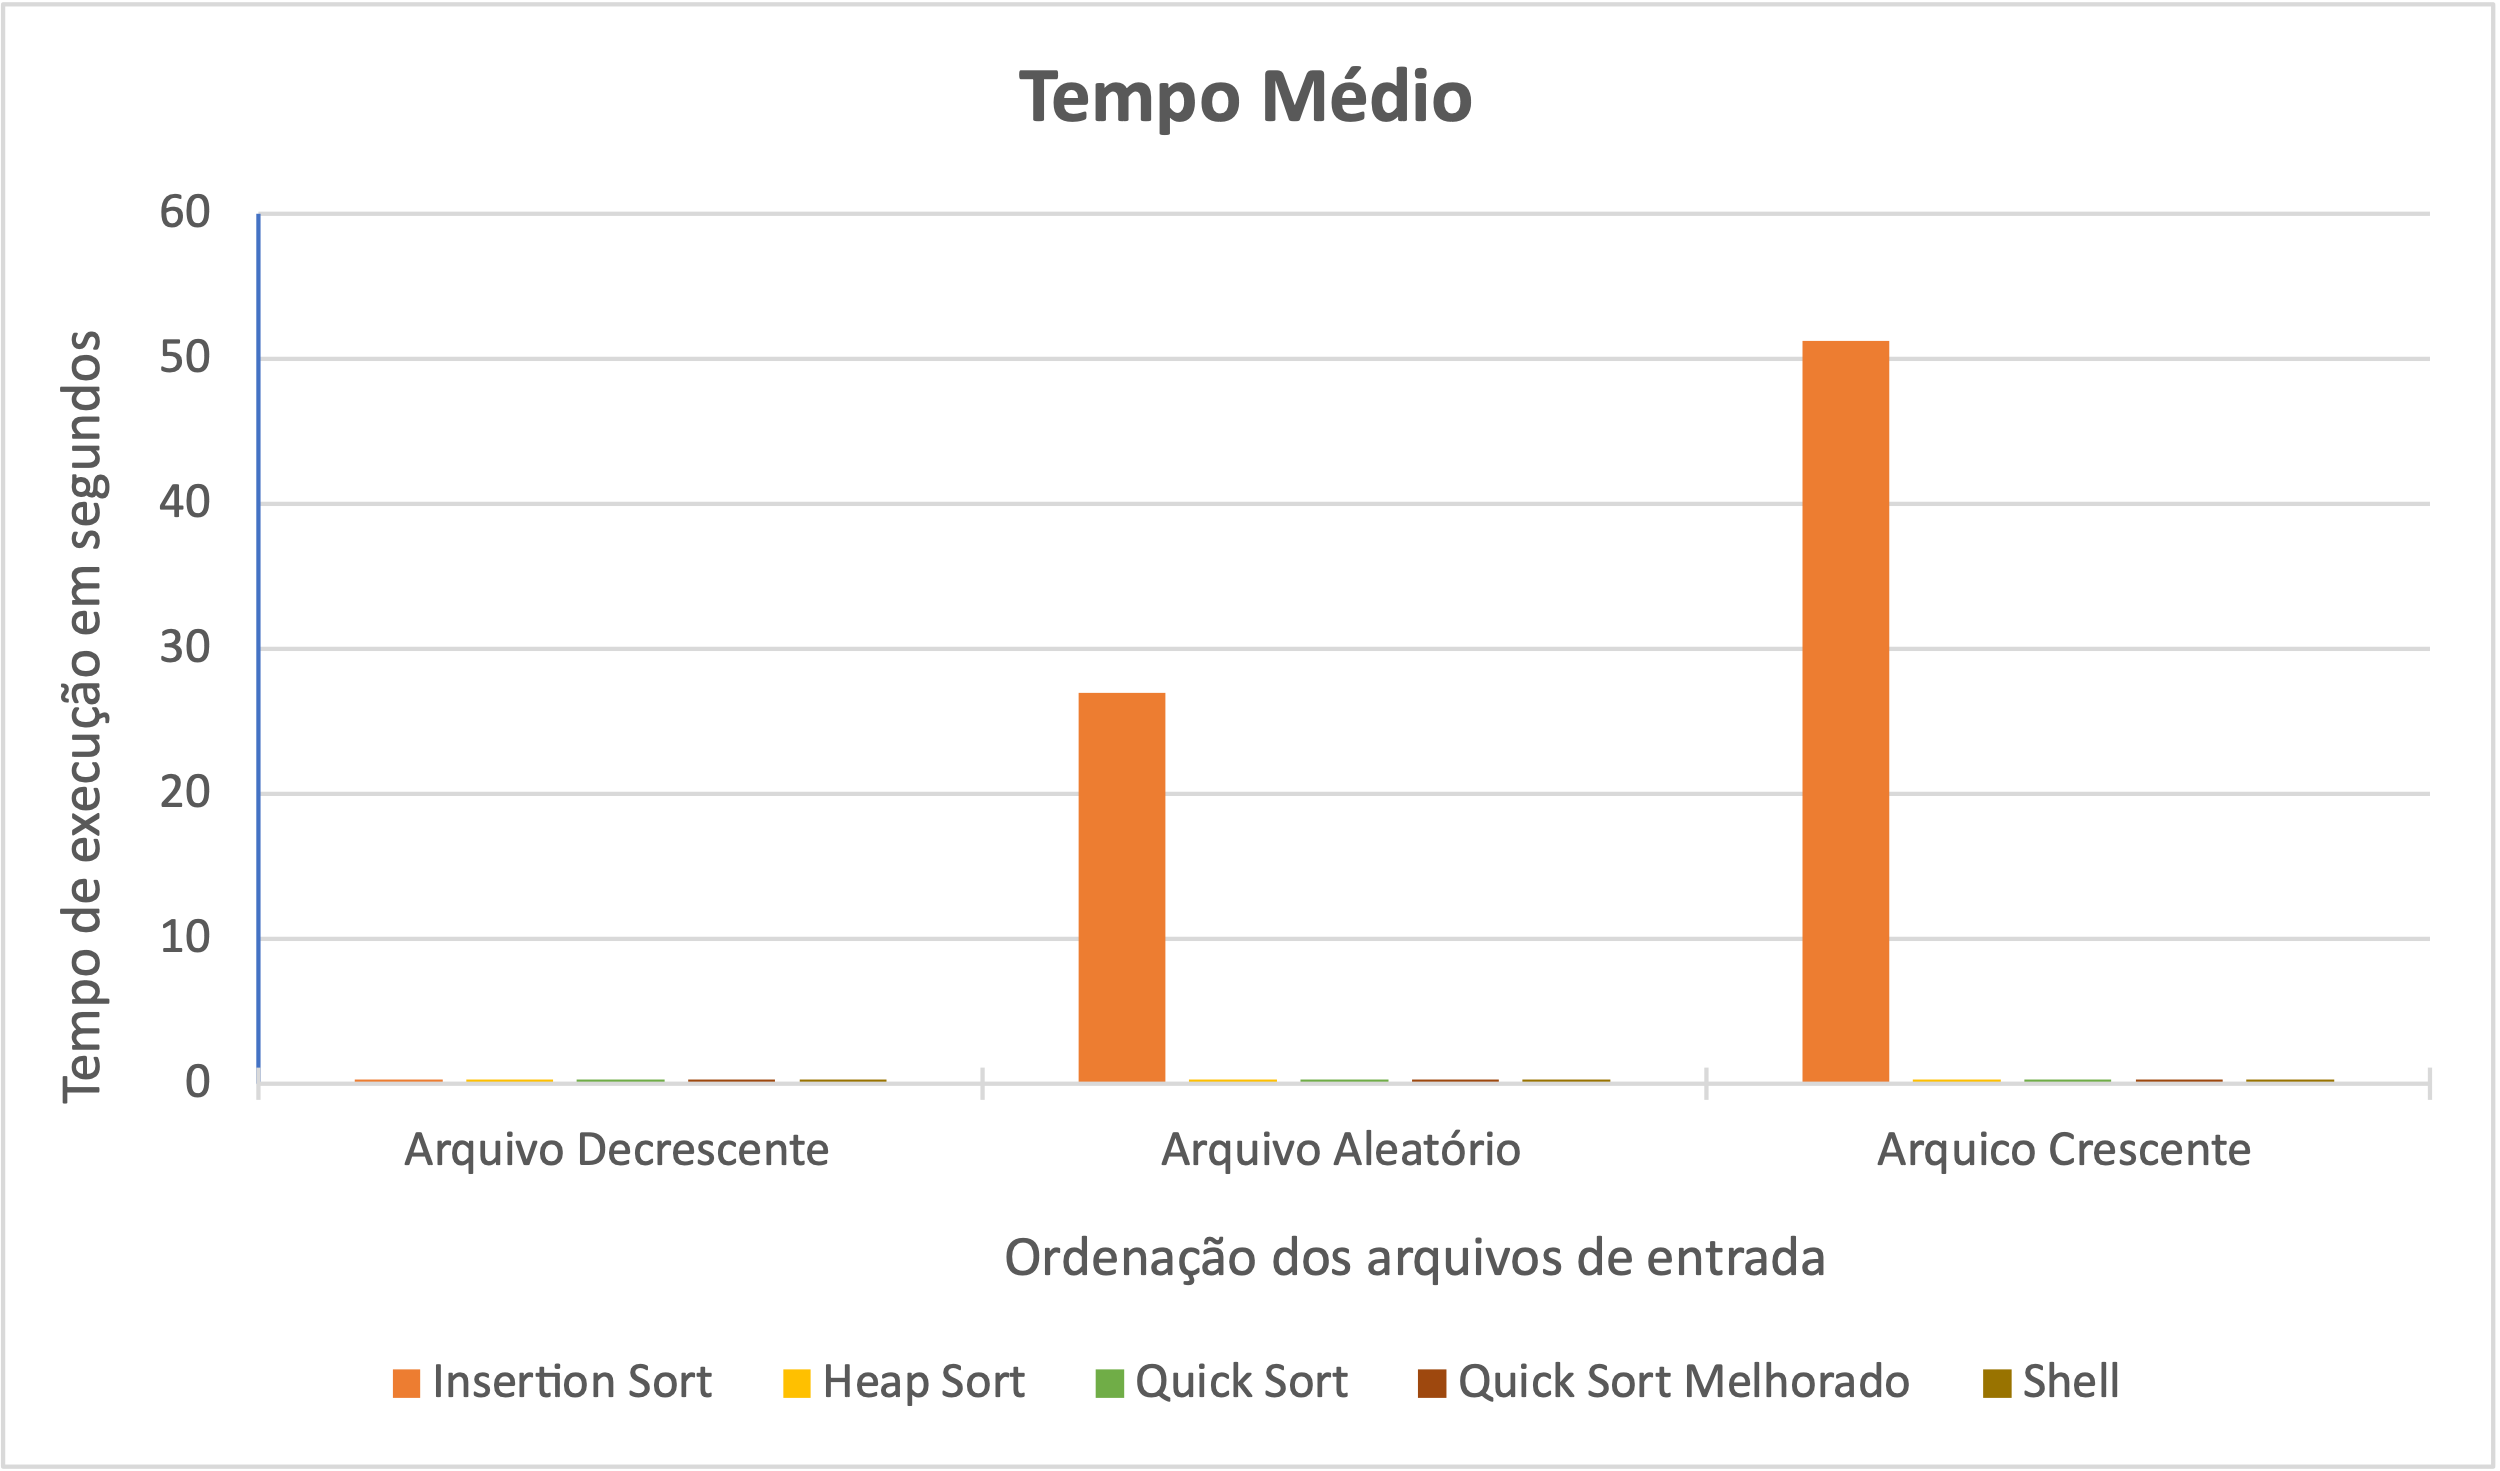 Tempo Médio
Tempo de execução em segundos
60
50
40
30
20
10
0
Arquivo Decrescente
Arquivo Aleatório
Arquico Crescente
Ordenação dos arquivos de entrada
Insertion Sort
Heap Sort
Quick Sort
Quick Sort Melhorado
Shell